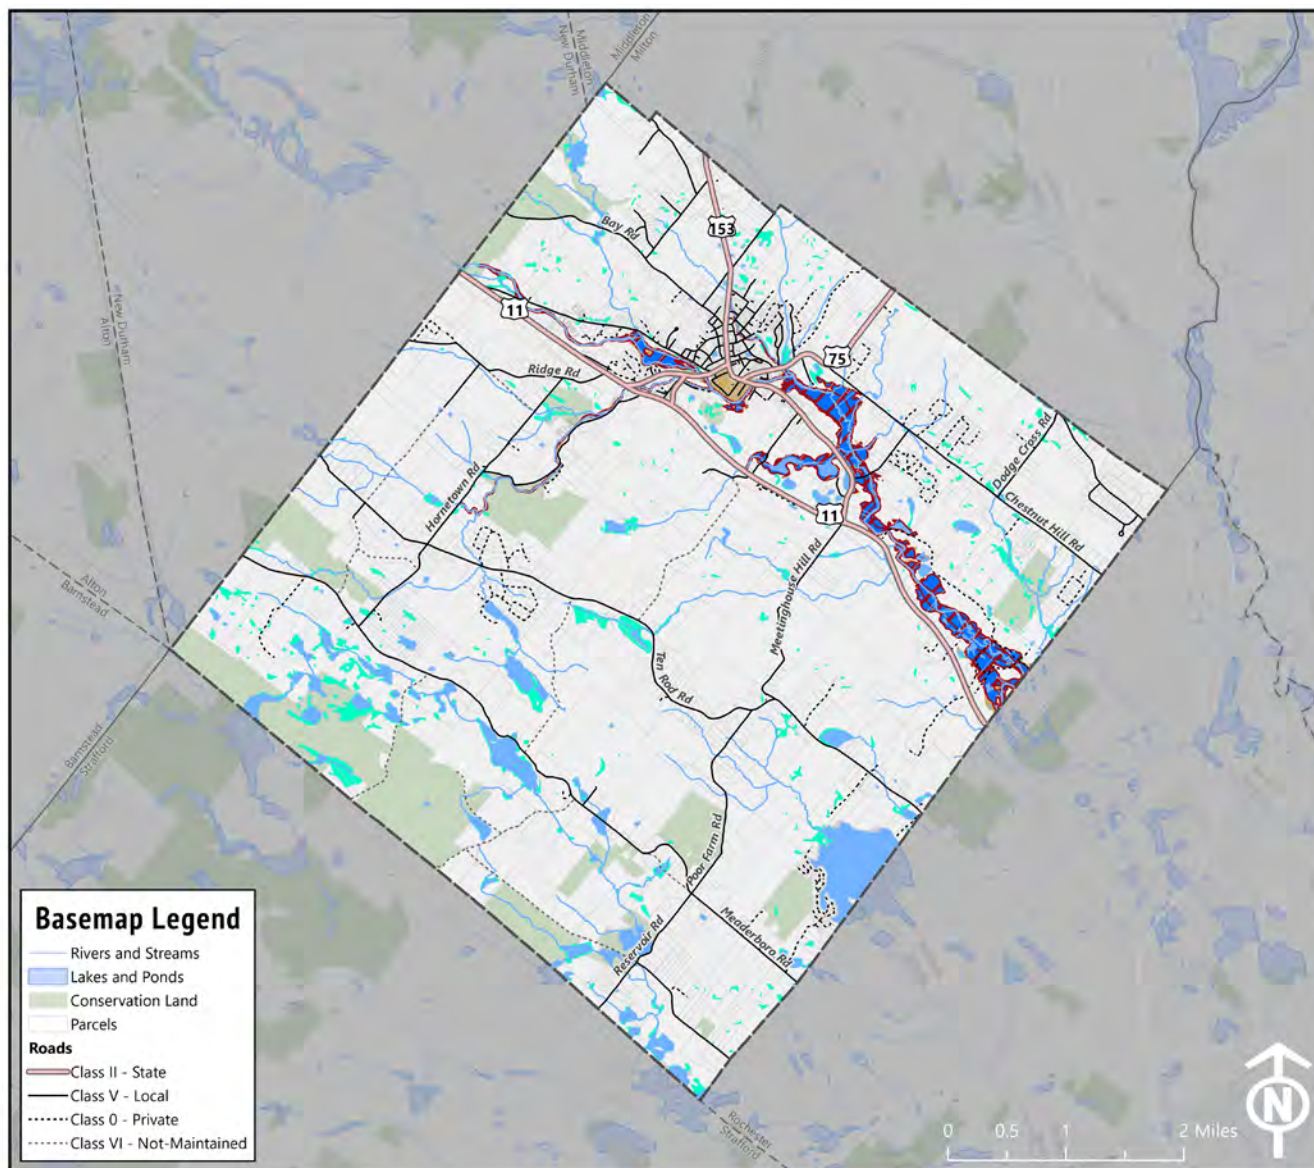 Middleton
New Durham
Middleton
Milton
153
Bay Rd
New Durham
Alton
11
75
Ridge Rd
Dodge Cross Rd
Hornetown Rd
Chestnut Hill Rd
11
Meetinghouse Hill Rd
Alton
Barnstead
Ten Rod Rd
Barnstead
Strafford
Poor Farm Rd
Meaderboro Rd
Reservoir Rd
Basemap Legend
Rivers and Streams
Lakes and Ponds
Conservation Land
Parcels
Roads
Class II - State
Class V - Local
Class 0 - Private
Class VI - Not-Maintained
N
0 0.5 1 2 Miles
Rochester
Strafford